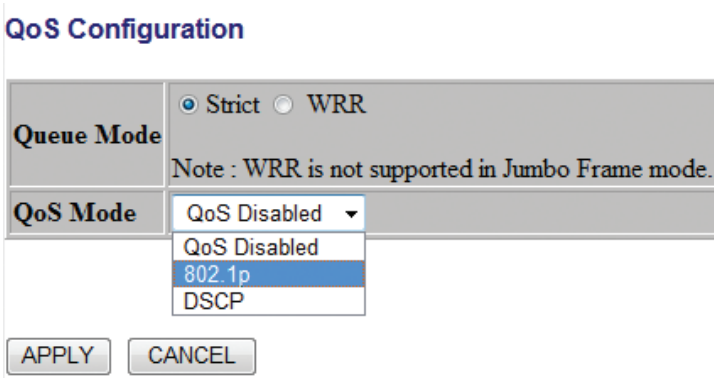 QoS Configuration
Queue Mode
Strict WRR
Note : WRR is not supported in Jumbo Frame mode.
QoS Mode
QoS Disabled
QoS Disabled
802.1p
DSCP
APPLY CANCEL